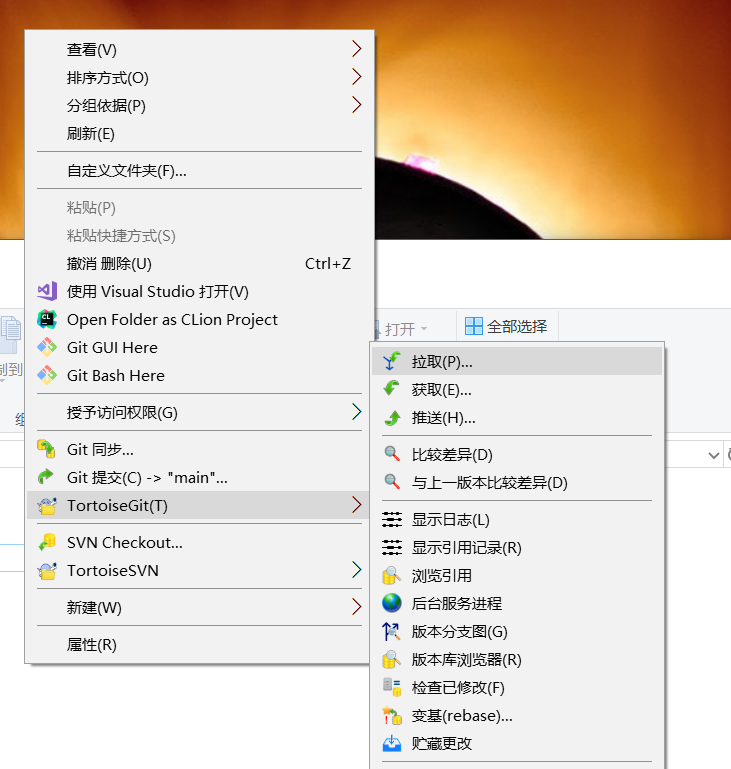 查看(V)
排序方式(O)
分组依据(P)
刷新(E)
自定义文件夹(F)...
粘贴(P)
粘贴快捷方式(S)
撤消 删除(U) Ctrl+Z
使用 Visual Studio 打开(V)
Open Folder as CLion Project
Git GUI Here
Git Bash Here
授予访问权限(G)
Git 同步...
Git 提交(C) -> "main"...
TortoiseGit(T)
SVN Checkout...
TortoiseSVN
新建(W)
属性(R)
制到
打开
全部选择
拉取(P)...
获取(E)...
推送(H)...
比较差异(D)
与上一版本比较差异(D)
显示日志(L)
显示引用记录(R)
浏览引用
后台服务进程
版本分支图(G)
版本库浏览器(R)
检查已修改(F)
变基(rebase)...
贮藏更改